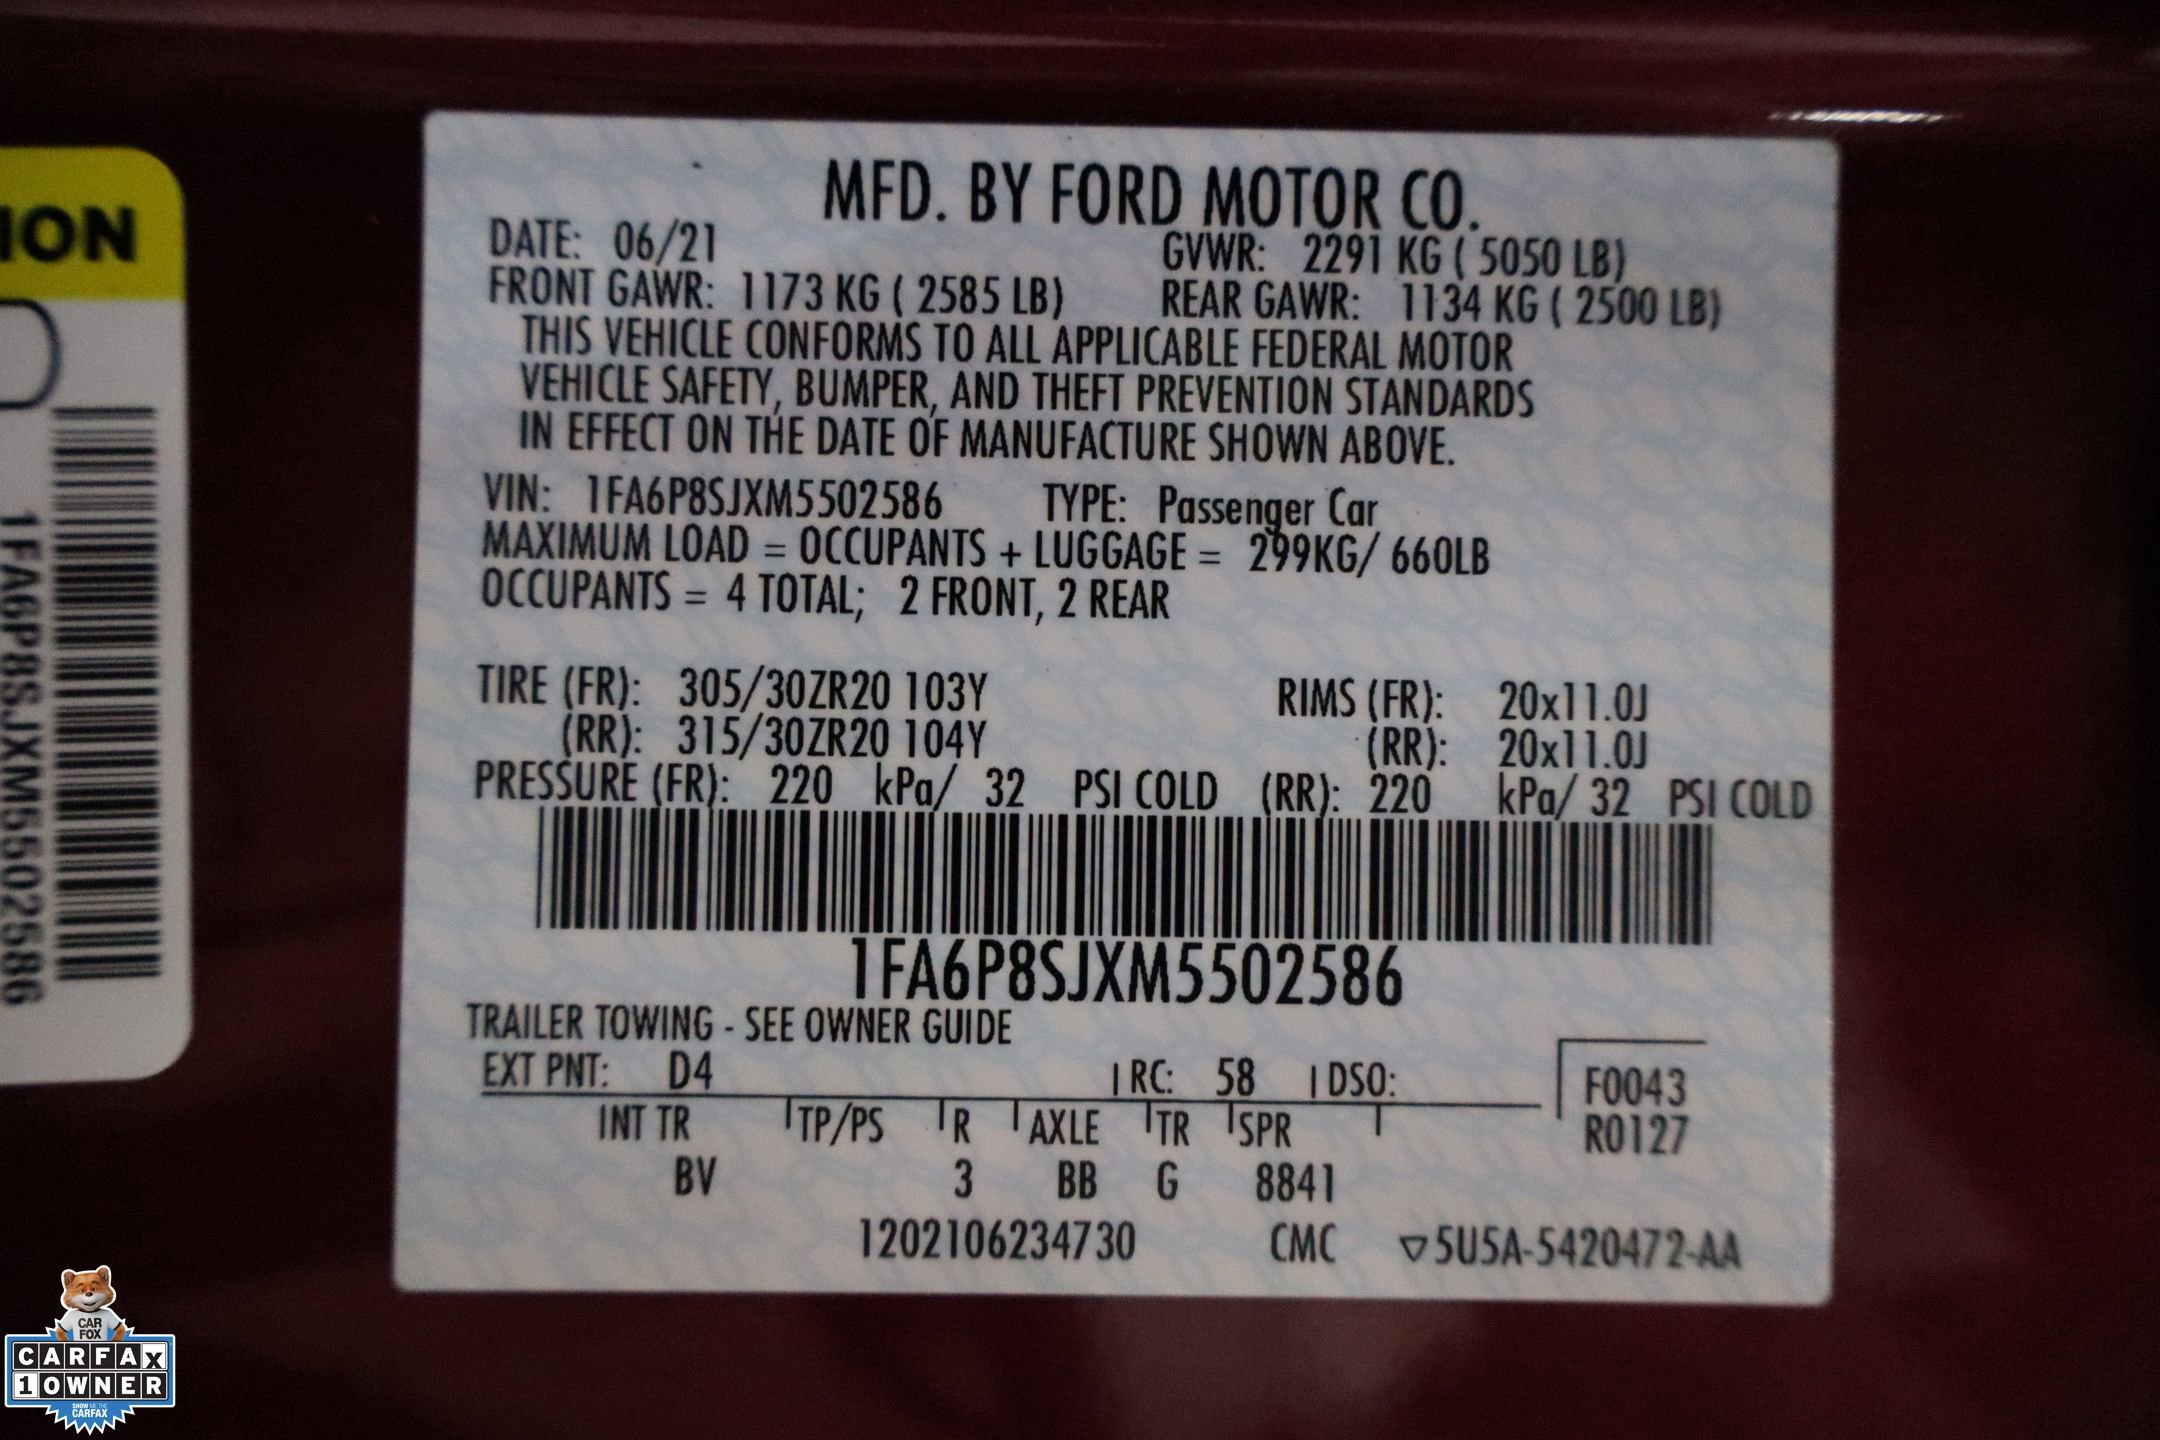 ION
1FA6P8SJXM5502586
MFD. BY FORD MOTOR CO.
DATE: 06/21 GVWR: 2291 KG ( 5050 LB)
FRONT GAWR: 1173 KG ( 2585 LB) REAR GAWR: 1134 KG ( 2500 LB)
THIS VEHICLE CONFORMS TO ALL APPLICABLE FEDERAL MOTOR
VEHICLE SAFETY, BUMPER, AND THEFT PREVENTION STANDARDS
IN EFFECT ON THE DATE OF MANUFACTURE SHOWN ABOVE.
VIN: 1FA6P8SJXM5502586 TYPE: Passenger Car
MAXIMUM LOAD = OCCUPANTS + LUGGAGE = 299KG/ 660LB
OCCUPANTS = 4 TOTAL; 2 FRONT, 2 REAR
TIRE (FR): 305/30ZR20 103Y RIMS (FR): 20x11.0J
(RR): 315/30ZR20 104Y (RR): 20x11.0J
PRESSURE (FR): 220 kPa/ 32 PSI COLD (RR): 220 kPa/ 32 PSI COLD
1FA6P8SJXM5502586
TRAILER TOWING - SEE OWNER GUIDE
EXT PNT: D4 RC: 58 DSO: F0043
INT TR TP/PS R AXLE TR SPR R0127
BV 3 BB G 8841
1202106234730 CMC ▽5U5A-5420472-AA
CAR
FOX
CARFAX
1 OWNER
SHOW ME THE
CARFAX